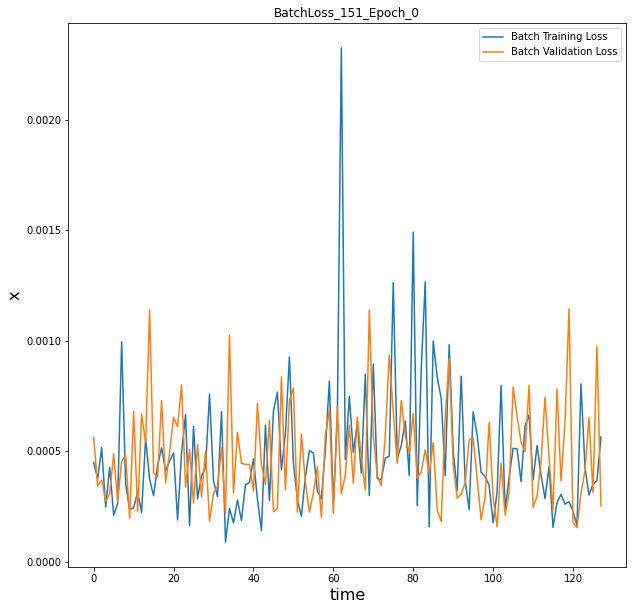 BatchLoss_151_Epoch_0
Batch Training Loss
Batch Validation Loss
0.0020
0.0015
x
0.0010
0.0005
0.0000
0 20 40 60 80 100 120
time